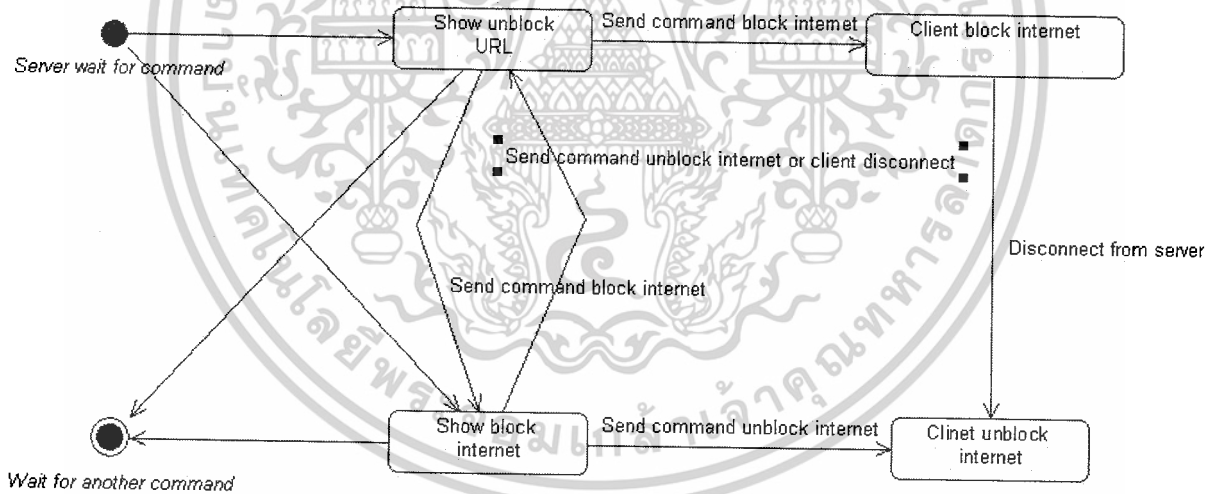 Show unblock
URL
Send command block internet
Client block internet
Server wait for command
Send command unblock internet or client disconnect
Disconnect from server
Send command block internet
Show block
internet
Send command unblock internet
Clinet unblock
internet
Wait for another command